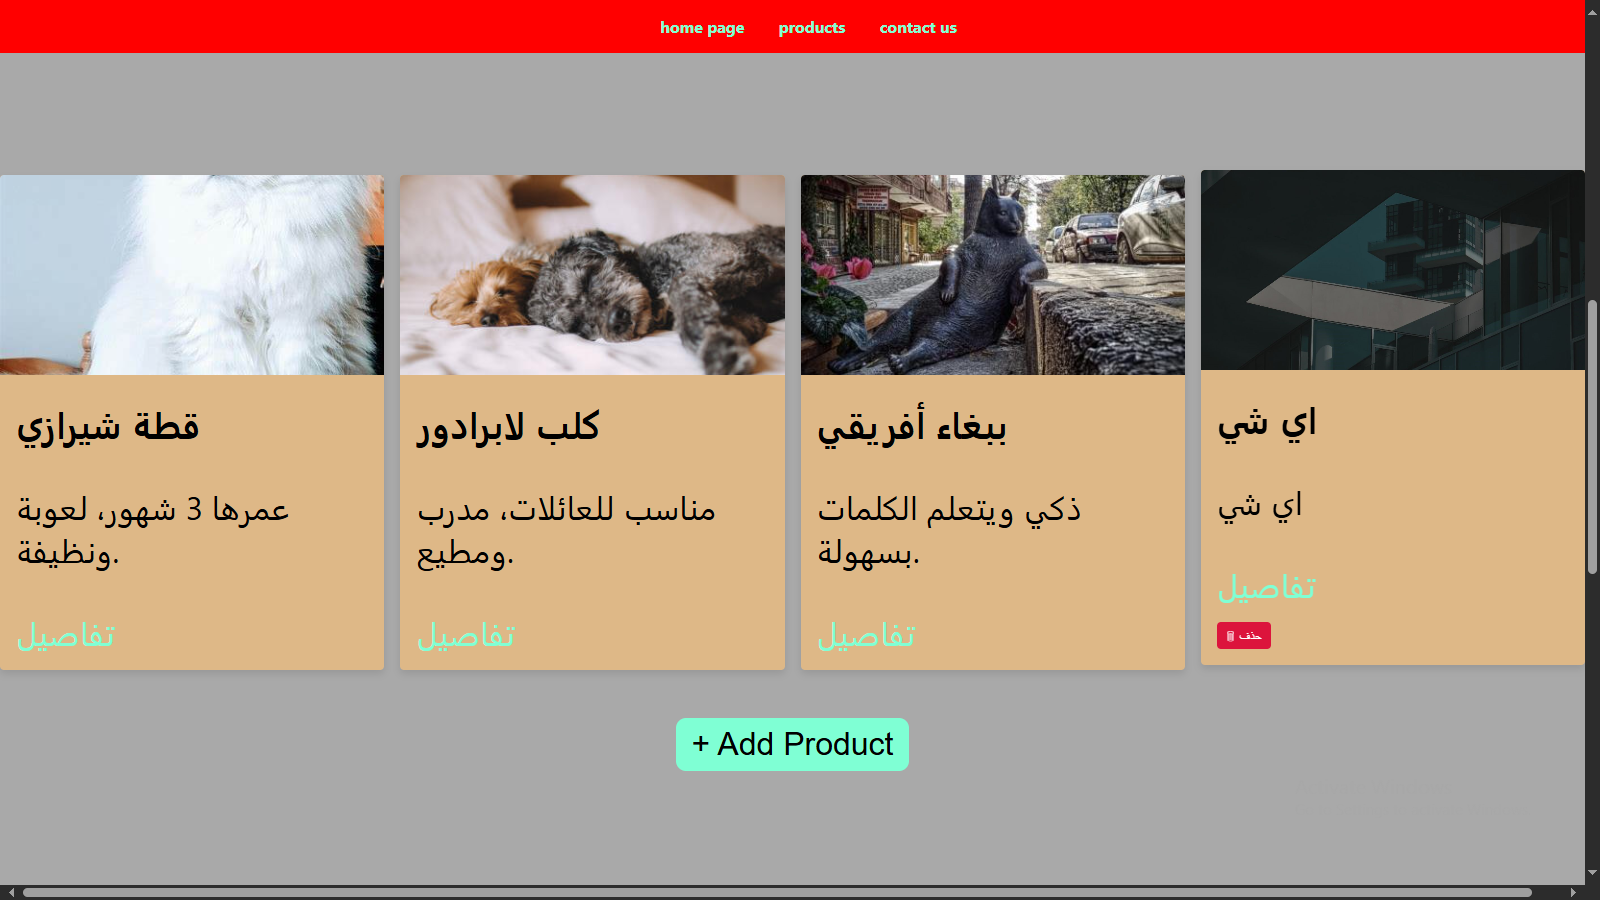 home page products contact us
قطة شيرازي
عمرها 3 شهور، لعوبة
ونظيفة.
تفاصيل
كلب لابرادور
مناسب للعائلات، مدرب
ومطيع.
تفاصيل
ببغاء أفريقي
ذكي ويتعلم الكلمات
بسهولة.
تفاصيل
اي شي
اي شي
تفاصيل
حذف
+ Add Product